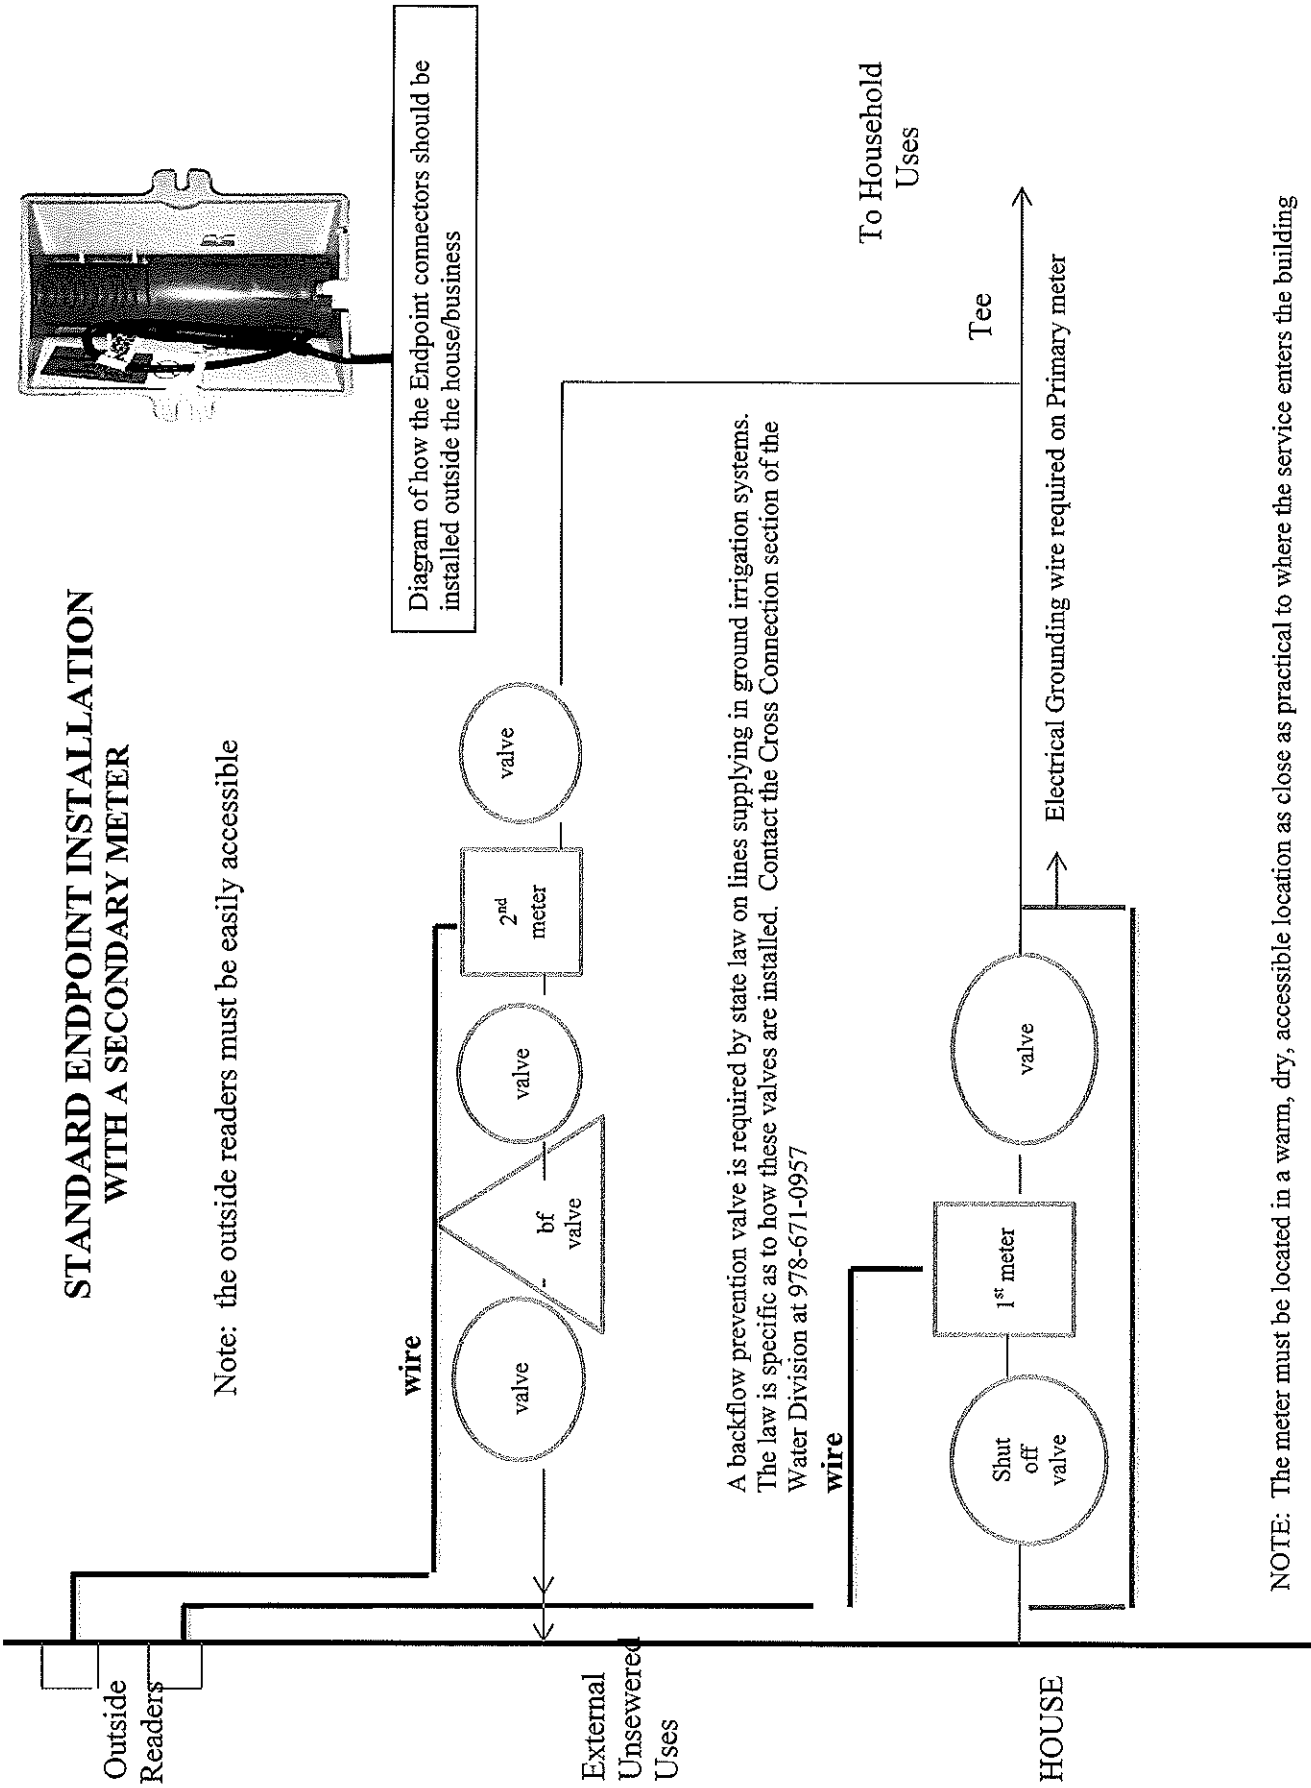 STANDARD ENDPOINT INSTALLATION
WITH A SECONDARY METER
Note: the outside readers must be easily accessible
Diagram of how the Endpoint connectors should be
installed outside the house/business
Outside
Readers
wire
valve
bf
valve
valve
2nd
meter
valve
External
Unsewered
Uses
A backflow prevention valve is required by state law on lines supplying in ground irrigation systems.
The law is specific as to how these valves are installed. Contact the Cross Connection section of the
Water Division at 978-671-0957
wire
To Household
Uses
Tee
HOUSE
Shut
off
valve
1st meter
valve
Electrical Grounding wire required on Primary meter
NOTE: The meter must be located in a warm, dry, accessible location as close as practical to where the service enters the building